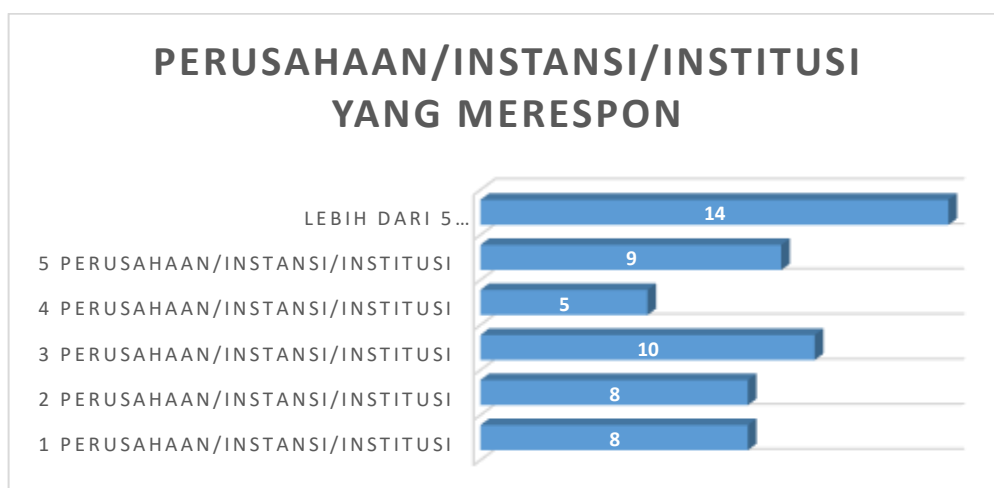 PERUSAHAAN/INSTANSI/INSTITUSI
YANG MERESPON
LEBIH DARI 5… 14
5 PERUSAHAAN/INSTANSI/INSTITUSI 9
4 PERUSAHAAN/INSTANSI/INSTITUSI 5
3 PERUSAHAAN/INSTANSI/INSTITUSI 10
2 PERUSAHAAN/INSTANSI/INSTITUSI 8
1 PERUSAHAAN/INSTANSI/INSTITUSI 8